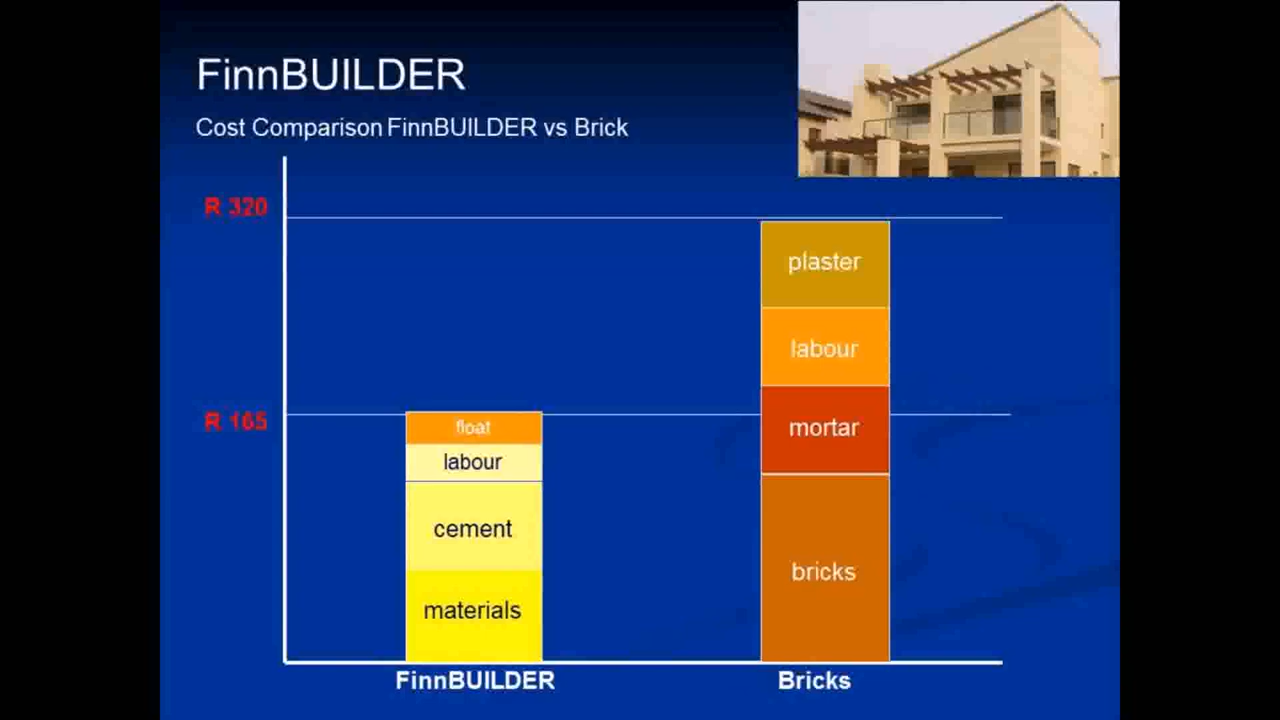 FinnBUILDER
Cost Comparison FinnBUILDER vs Brick
R 320
plaster
labour
R 165
mortar
float
labour
cement
bricks
materials
FinnBUILDER
Bricks